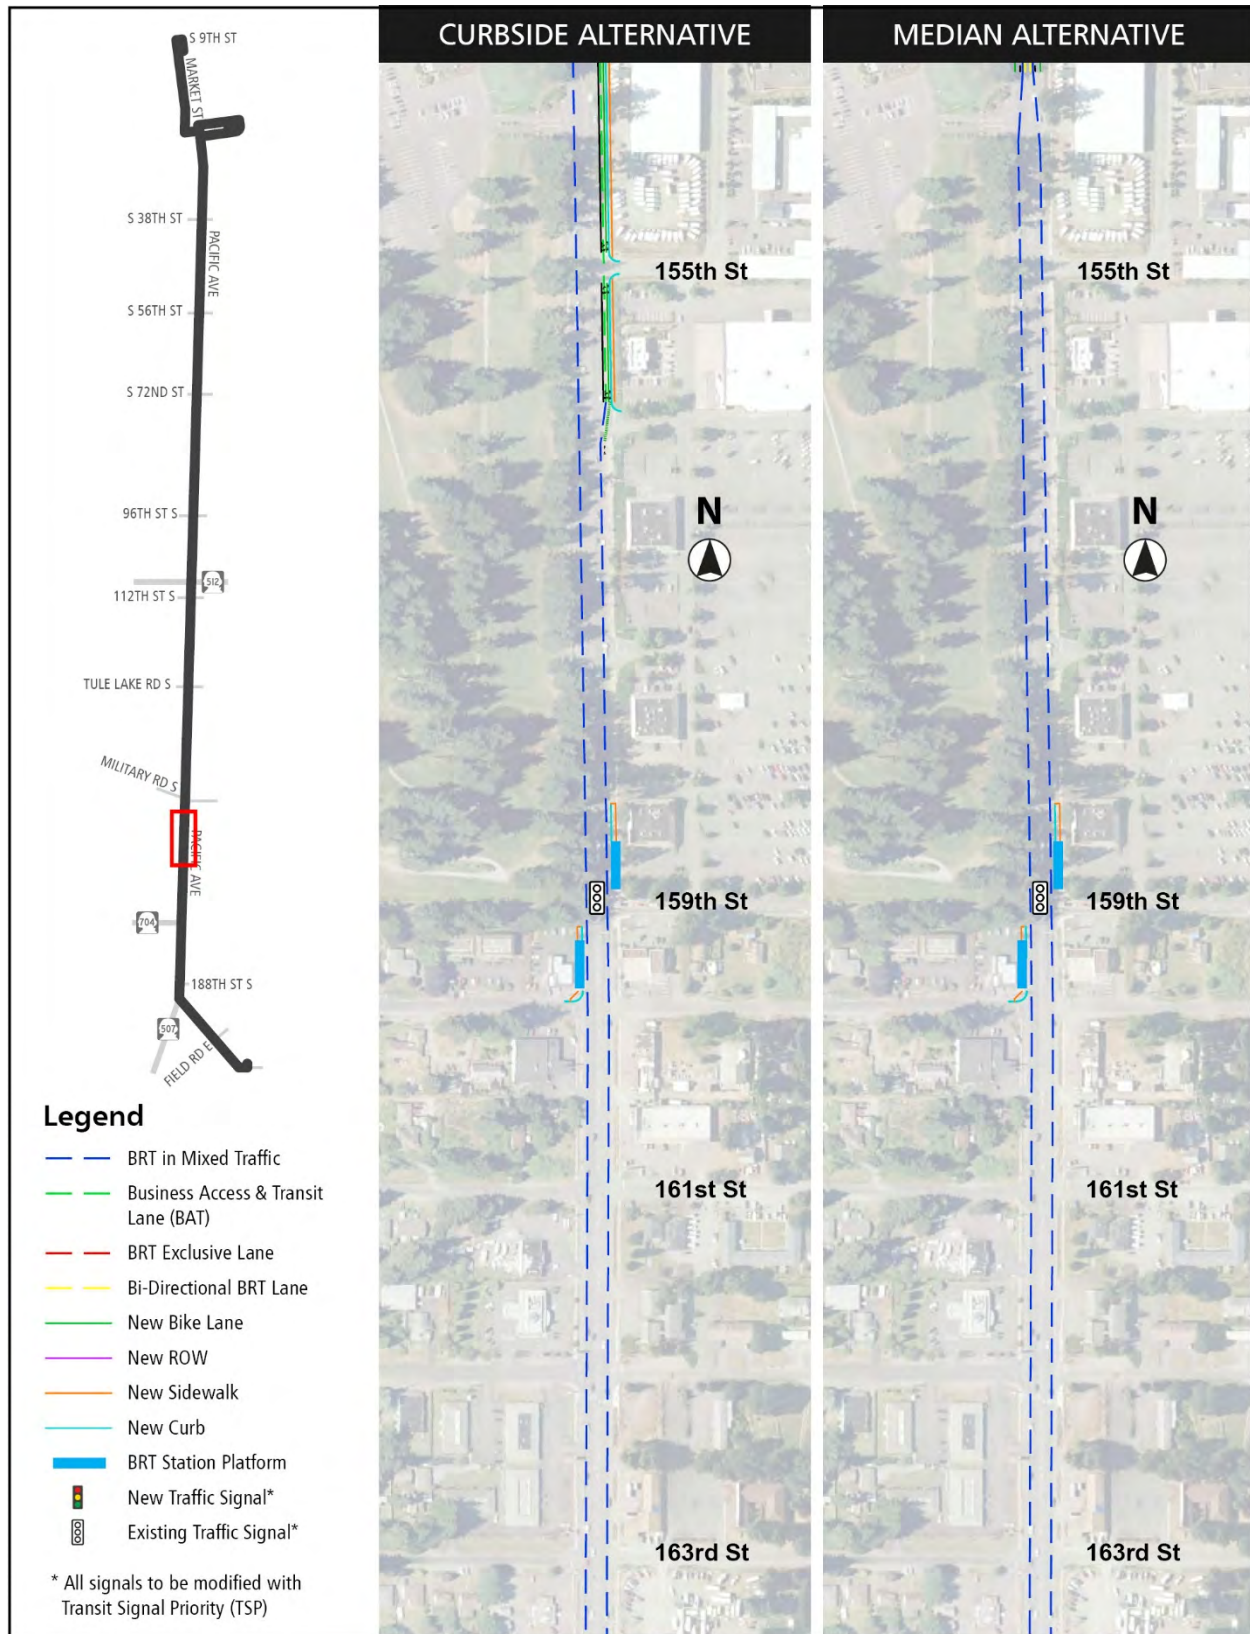 S 9TH ST
MARKET ST
S 38TH ST
PACIFIC AVE
S 56TH ST
S 72ND ST
96TH ST S
512
112TH ST S
TULE LAKE RD S
MILITARY RD S
PACIFIC AVE
704
188TH ST S
507
FIELD RD E
Legend
BRT in Mixed Traffic
Business Access & Transit
Lane (BAT)
BRT Exclusive Lane
Bi-Directional BRT Lane
New Bike Lane
New ROW
New Sidewalk
New Curb
BRT Station Platform
New Traffic Signal*
Existing Traffic Signal*
* All signals to be modified with
Transit Signal Priority (TSP)
CURBSIDE ALTERNATIVE
155th St
N
159th St
161st St
163rd St
MEDIAN ALTERNATIVE
155th St
N
159th St
161st St
163rd St